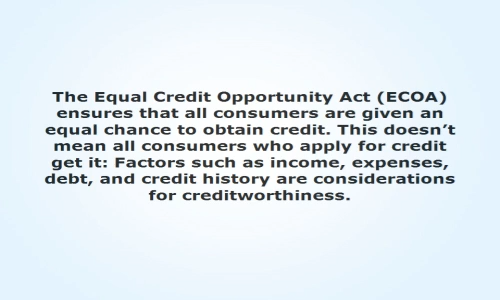 The Equal Credit Opportunity Act (ECOA)
ensures that all consumers are given an
equal chance to obtain credit. This doesn’t
mean all consumers who apply for credit
get it: Factors such as income, expenses,
debt, and credit history are considerations
for creditworthiness.